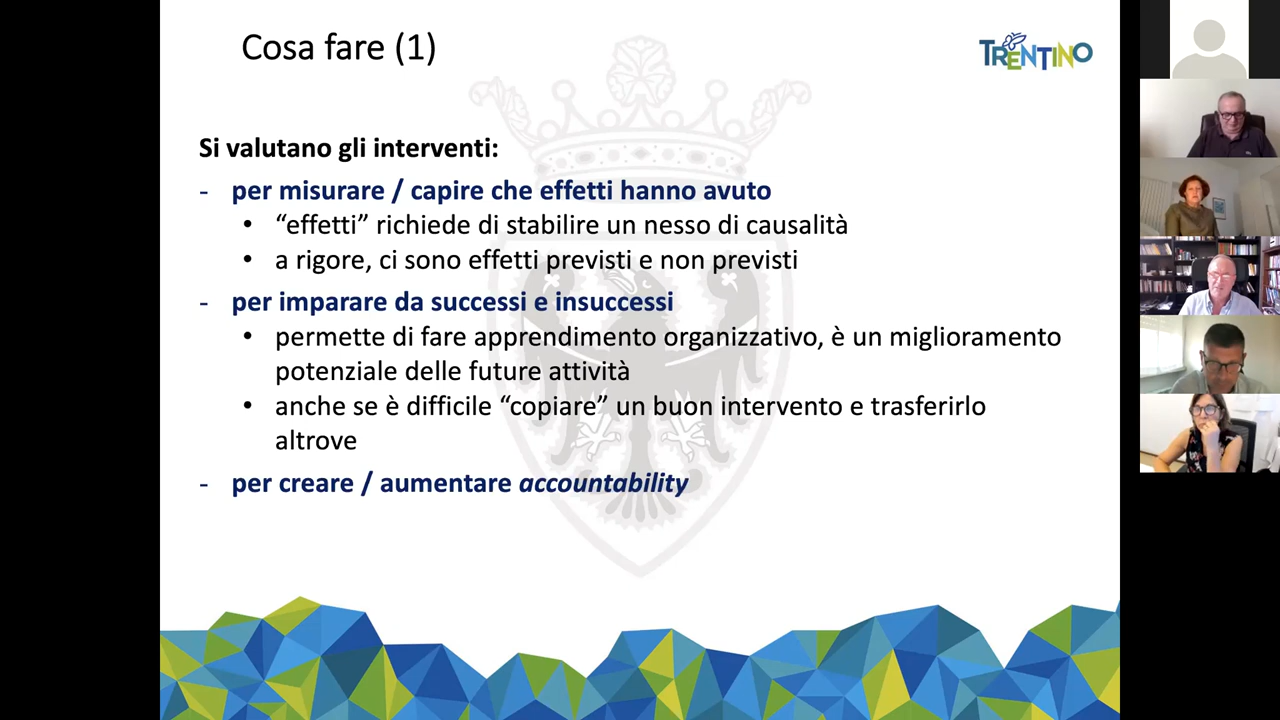 Cosa fare (1)
TRENTINO
Si valutano gli interventi:
- per misurare / capire che effetti hanno avuto
• “effetti” richiede di stabilire un nesso di causalità
• a rigore, ci sono effetti previsti e non previsti
- per imparare da successi e insuccessi
• permette di fare apprendimento organizzativo, è un miglioramento
potenziale delle future attività
• anche se è difficile “copiare” un buon intervento e trasferirlo
altrove
- per creare / aumentare accountability